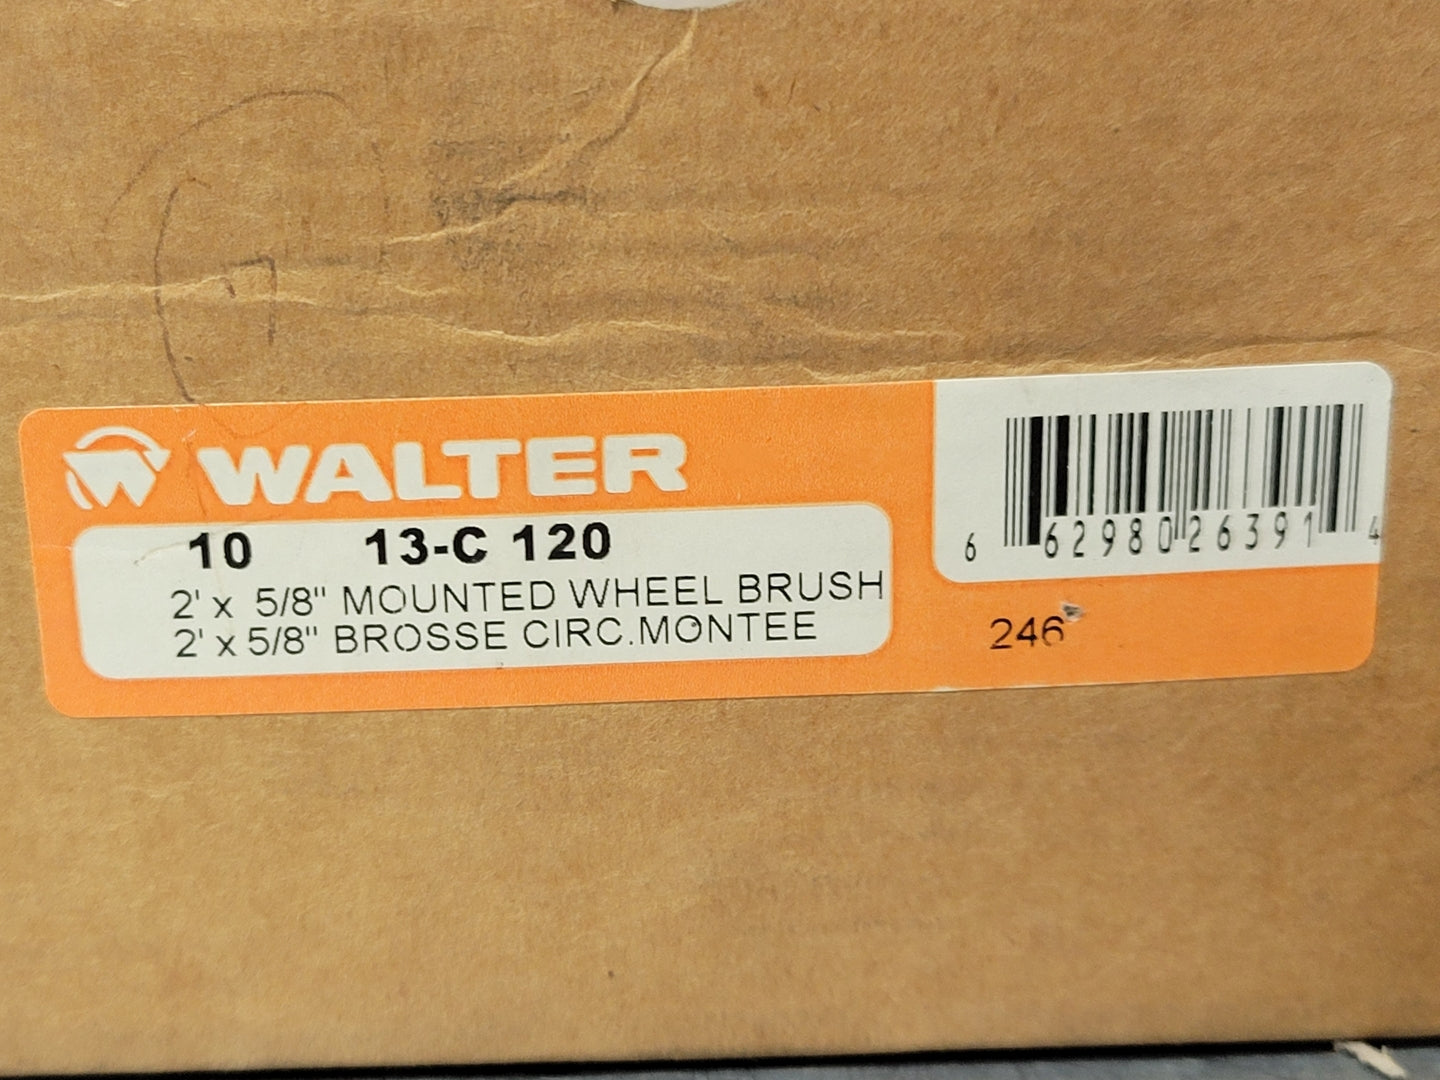 WALTER
10 13-C 120
2' x 5/8" MOUNTED WHEEL BRUSH
2' x 5/8" BROSSE CIRC.MONTEE
6 62980 26391 4
246